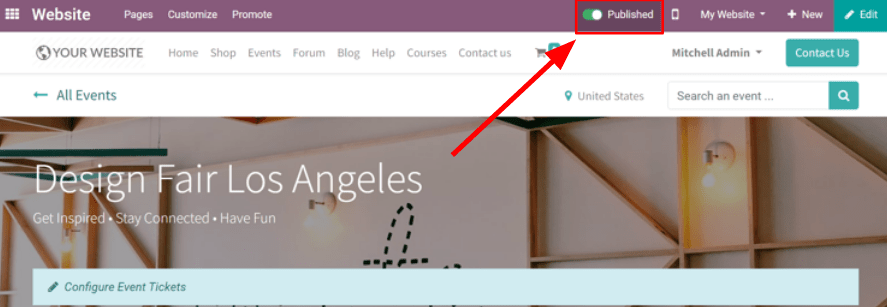 Website Pages Customize Promote Published My Website + New Edit
YOUR WEBSITE Home Shop Events Forum Blog Help Courses Contact us Mitchell Admin Contact Us
← All Events United States Search an event ...
Design Fair Los Angeles
Get Inspired • Stay Connected • Have Fun
Configure Event Tickets